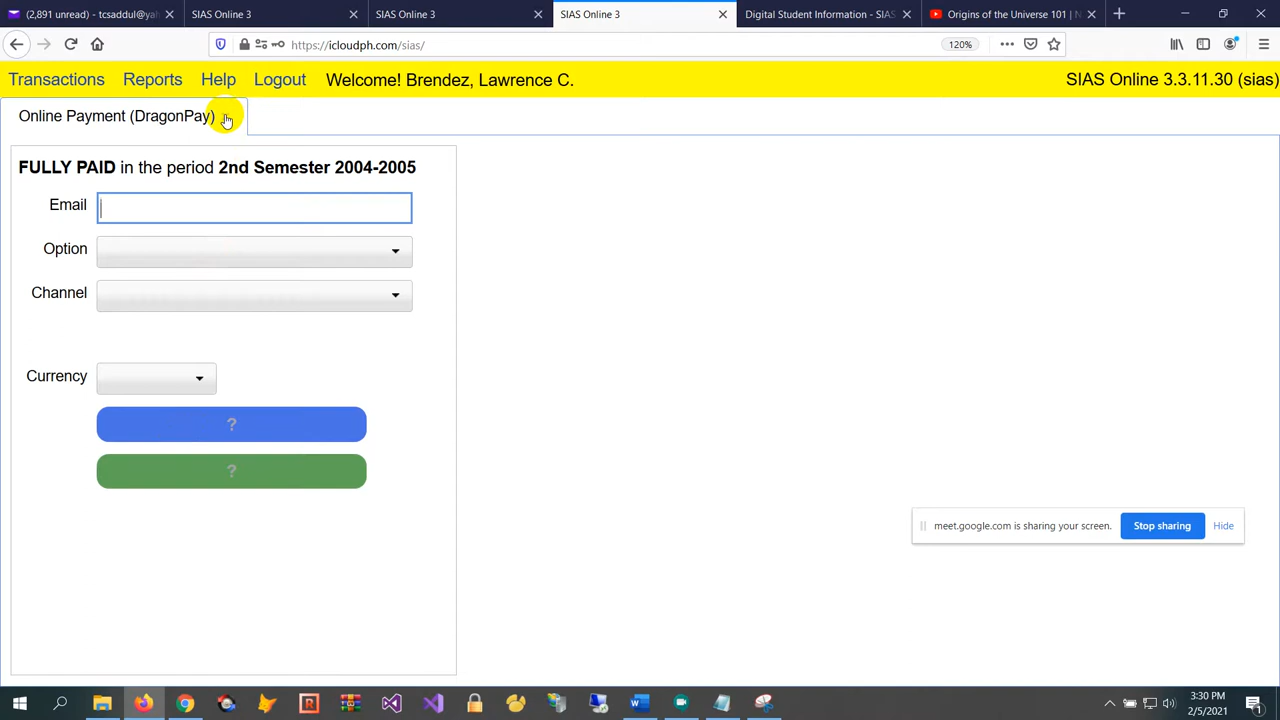 (2,891 unread) - tcsaddul@yah
SIAS Online 3
SIAS Online 3
SIAS Online 3
Digital Student Information - SIAS
Origins of the Universe 101 | N
https://icloudph.com/sias/
120%
Transactions Reports Help Logout Welcome! Brendez, Lawrence C. SIAS Online 3.3.11.30 (sias)
Online Payment (DragonPay)
FULLY PAID in the period 2nd Semester 2004-2005
Email
Option
Channel
Currency
?
?
meet.google.com is sharing your screen. Stop sharing Hide
3:30 PM
2/5/2021